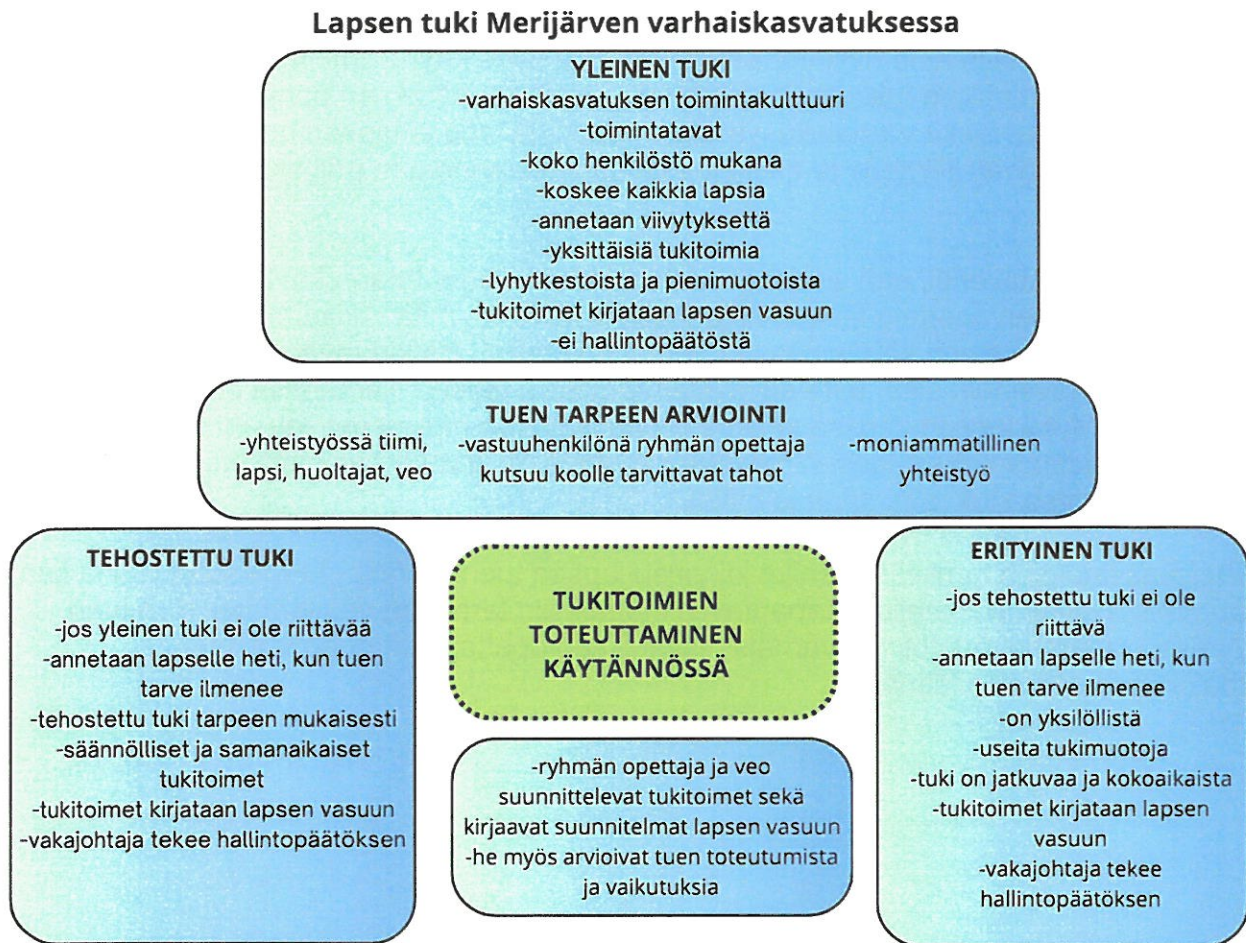 Lapsen tuki Merijärven varhaiskasvatuksessa
YLEINEN TUKI
-varhaiskasvatuksen toimintakulttuuri
-toimintatavat
-koko henkilöstö mukana
-koskee kaikkia lapsia
-annetaan viivytyksettä
-yksittäisiä tukitoimia
-lyhytkestoista ja pienimuotoista
-tukitoimet kirjataan lapsen vasuun
-ei hallintopäätöstä
TUEN TARPEEN ARVIOINTI
-yhteistyössä tiimi,
lapsi, huoltajat, veo
-vastuuhenkilönä ryhmän opettaja
kutsuu koolle tarvittavat tahot
-moniammatillinen
yhteistyö
TEHOSTETTU TUKI
-jos yleinen tuki ei ole riittävää
-annetaan lapselle heti, kun tuen
tarve ilmenee
-tehostettu tuki tarpeen mukaisesti
-säännölliset ja samanaikaiset
tukitoimet
-tukitoimet kirjataan lapsen vasuun
-vakajohtaja tekee hallintopäätöksen
TUKITOIMIEN
TOTEUTTAMINEN
KÄYTÄNNÖSSÄ
-ryhmän opettaja ja veo
suunnittelevat tukitoimet sekä
kirjaavat suunnitelmat lapsen vasuun
-he myös arvioivat tuen toteutumista
ja vaikutuksia
ERITYINEN TUKI
-jos tehostettu tuki ei ole
riittävä
-annetaan lapselle heti, kun
tuen tarve ilmenee
-on yksilöllistä
-useita tukimuotoja
-tuki on jatkuvaa ja kokoaikaista
-tukitoimet kirjataan lapsen
vasuun
-vakajohtaja tekee
hallintopäätöksen